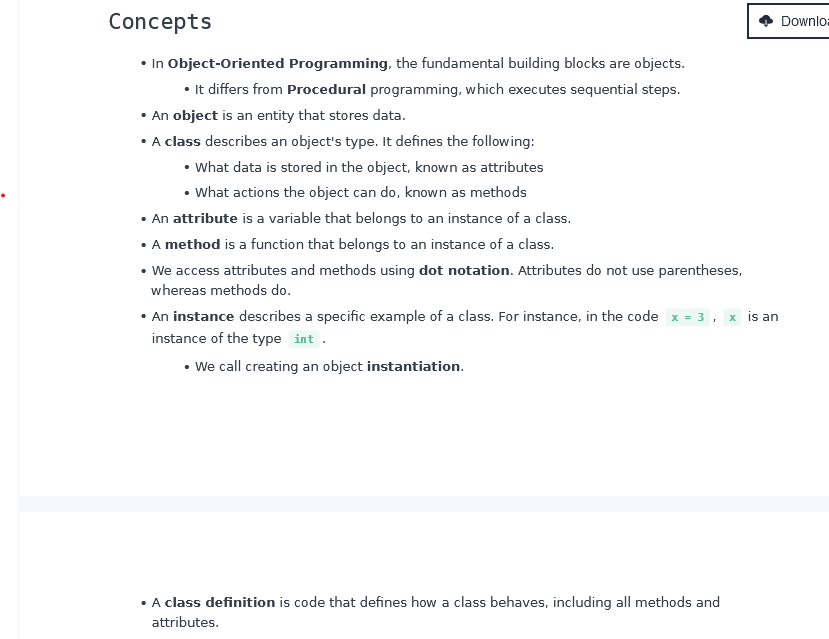 Concepts
• In Object-Oriented Programming, the fundamental building blocks are objects.
• It differs from Procedural programming, which executes sequential steps.
• An object is an entity that stores data.
• A class describes an object's type. It defines the following:
• What data is stored in the object, known as attributes
• What actions the object can do, known as methods
• An attribute is a variable that belongs to an instance of a class.
• A method is a function that belongs to an instance of a class.
• We access attributes and methods using dot notation. Attributes do not use parentheses,
whereas methods do.
• An instance describes a specific example of a class. For instance, in the code x = 3 , x is an
instance of the type int .
• We call creating an object instantiation.
• A class definition is code that defines how a class behaves, including all methods and
attributes.